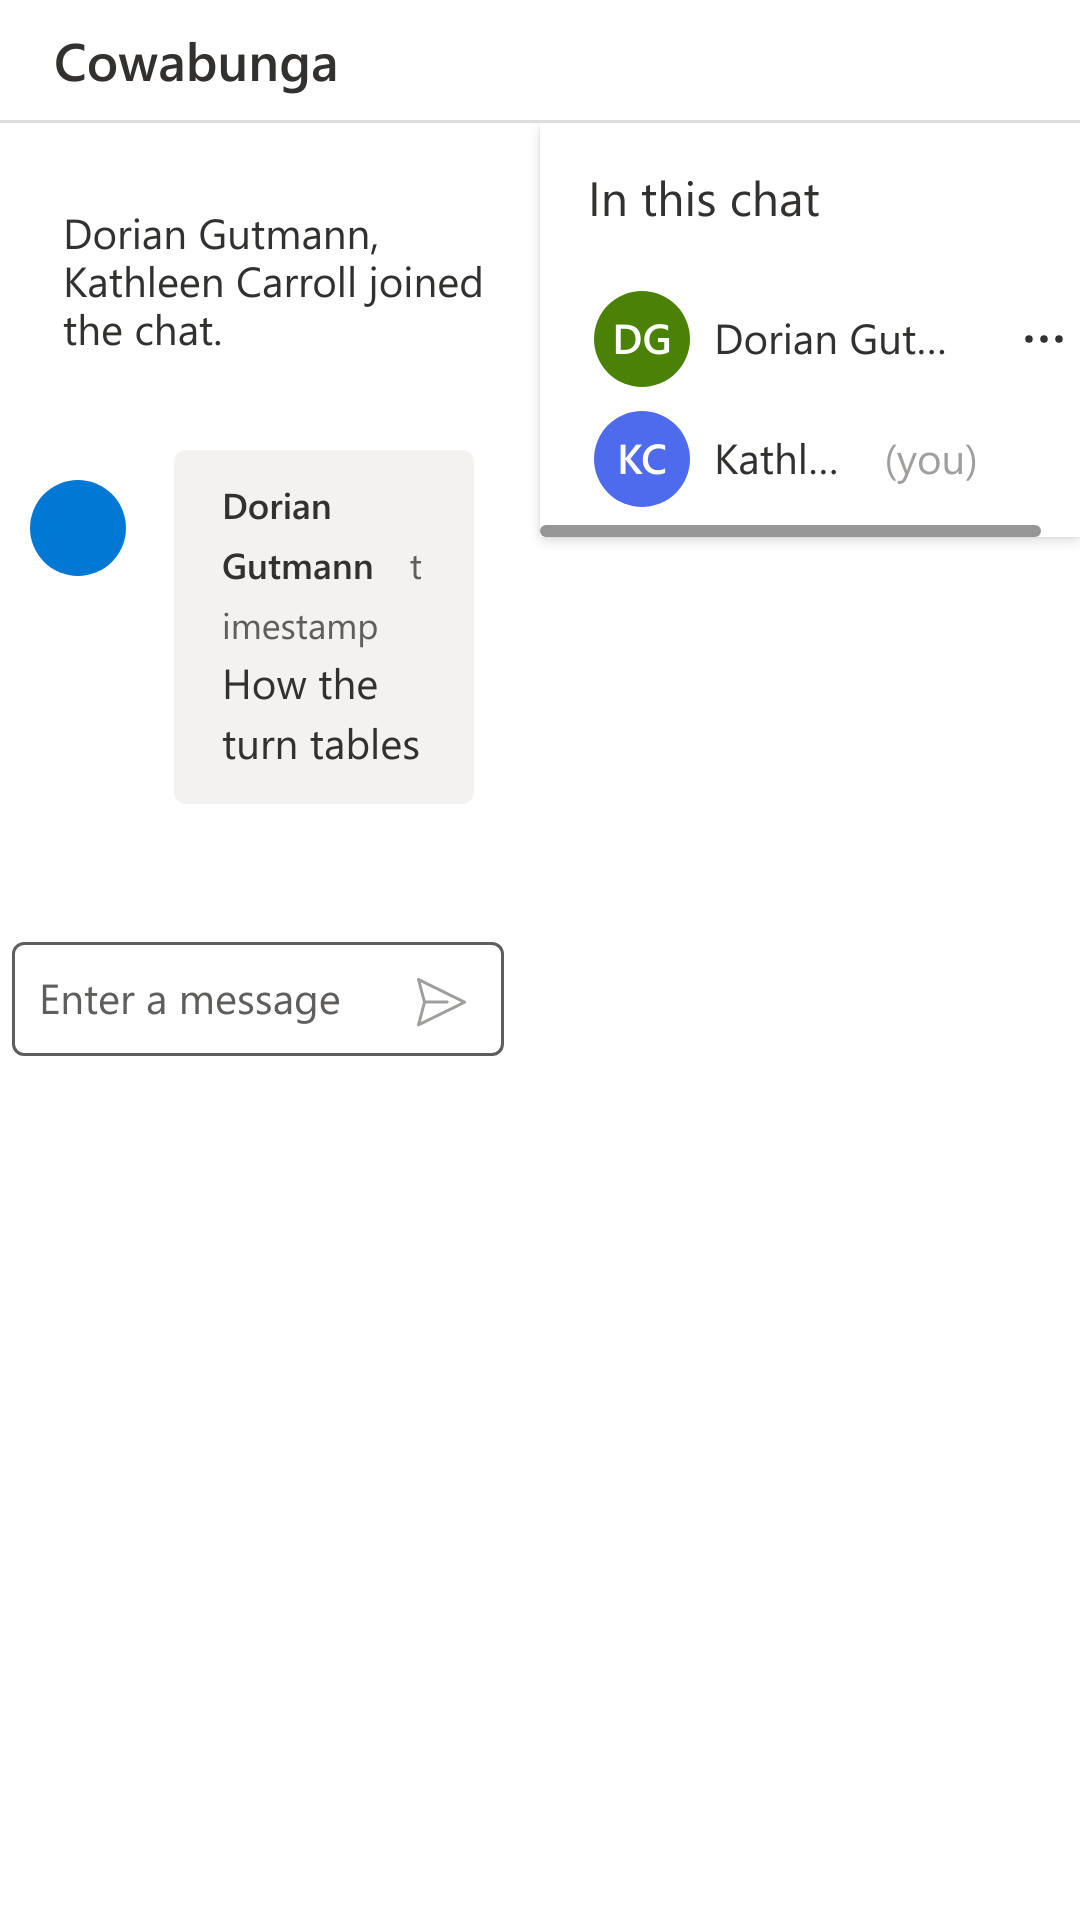 Cowabunga
Dorian Gutmann,
Kathleen Carroll joined
the chat.
Dorian
Gutmann t
imestamp
How the
turn tables
Enter a message
In this chat
DG Dorian Gut...
KC Kathl... (you)